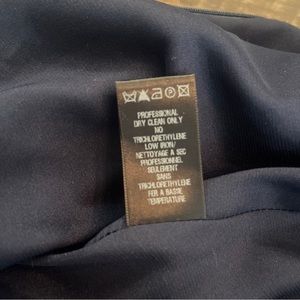 PROFESSIONAL
DRY CLEAN ONLY
NO
TRICHLORETHYLENE
LOW IRON/
NETTOYAGE A SEC
PROFESSIONNEL
SEULEMENT
SANS
TRICHLORETHYLENE
FER A BASSE
TEMPERATURE